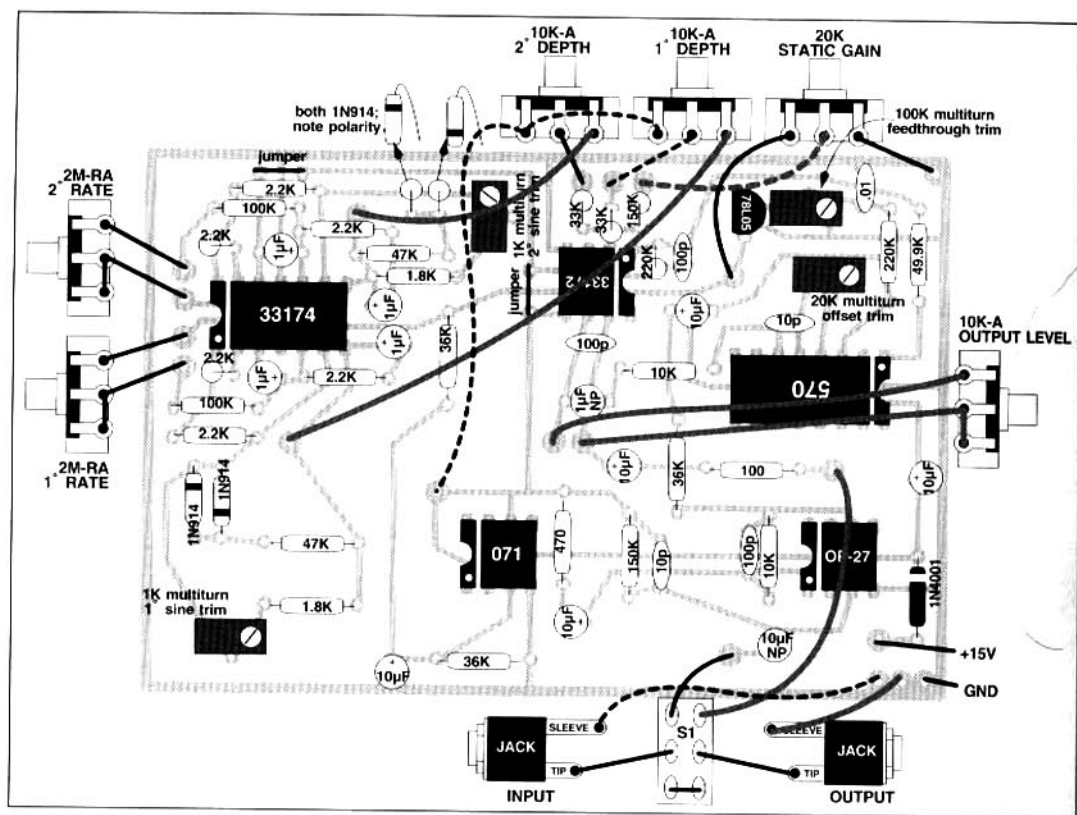 10K-A
2° DEPTH
10K-A
1° DEPTH
20K
STATIC GAIN
both 1N914;
note polarity
100K multiturn
feedthrough trim
jumper
2M-RA
2° RATE
2.2K
100K
2.2K
1µF
2.2K
47K
1.8K
1K multiturn
2° sine trim
jumper
33K
33K
150K
78L05
.01
220K
49.9K
33172
220K
100p
20K multiturn
offset trim
33174
+
1µF
+
1µF
36K
100p
+
10µF
10p
10K-A
OUTPUT LEVEL
2.2K
1µF
+
2.2K
10K
570
100K
2.2K
1µF
NP
2M-RA
1° RATE
+
10µF
100
36K
+
10µF
1N914
1N914
47K
071
470
150K
10p
100p
10K
OP-27
1N4001
1K multiturn
1° sine trim
1.8K
10µF
+
10µF
NP
+15V
+
10µF
36K
GND
JACK
SLEEVE
TIP
INPUT
S1
SLEEVE
TIP
JACK
OUTPUT